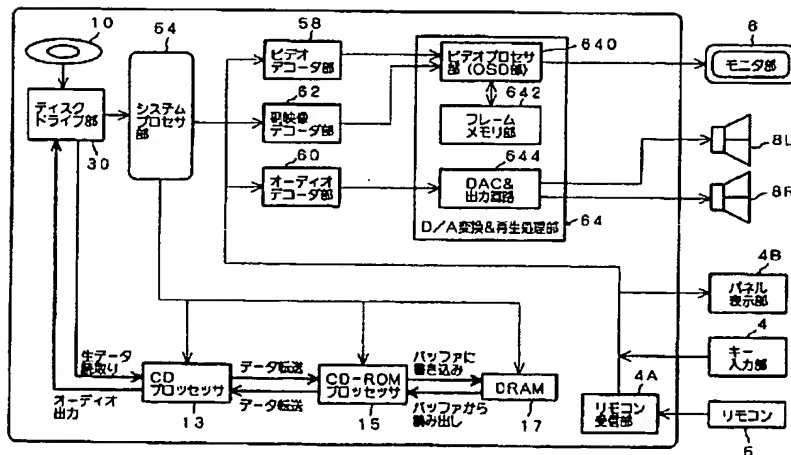 10
54
58
ビデオ
デコーダ部
ビデオプロセサ
部(OSD部)
640
6
モニタ部
ディスク
ドライブ部
30
システム
プロセサ
部
62
副映像
デコーダ部
642
フレーム
メモリ部
60
オーディオ
デコーダ部
644
DAC&
出力回路
D/A変換&再生処理部
64
8L
8R
4B
パネル
表示部
4
キー
入力部
4A
リモコン
受信部
リモコン
5
生データ
読取り
オーディオ
出力
CD
プロッセッサ
13
データ転送
データ転送
CD-ROM
プロッセッサ
15
バッファに
書き込み
バッファから
読み出し
DRAM
17